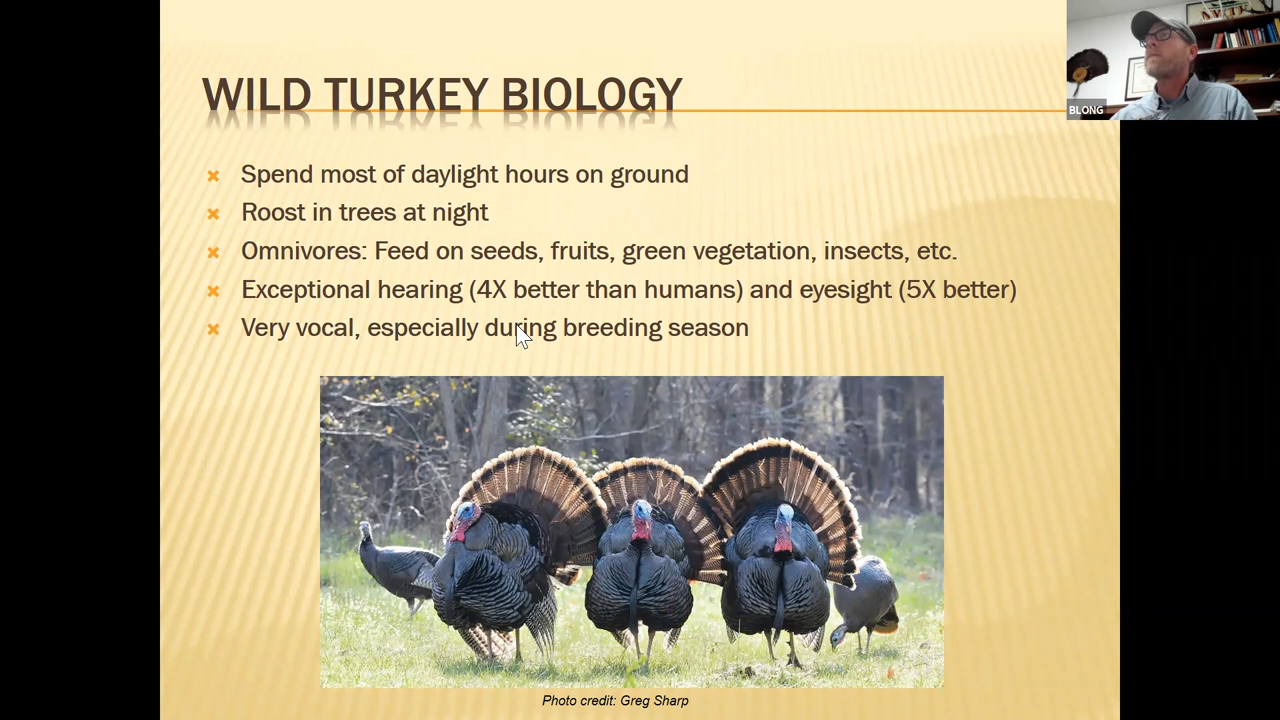 WILD TURKEY BIOLOGY
BLONG
Spend most of daylight hours on ground
Roost in trees at night
Omnivores: Feed on seeds, fruits, green vegetation, insects, etc.
Exceptional hearing (4X better than humans) and eyesight (5X better)
Very vocal, especially during breeding season
Photo credit: Greg Sharp